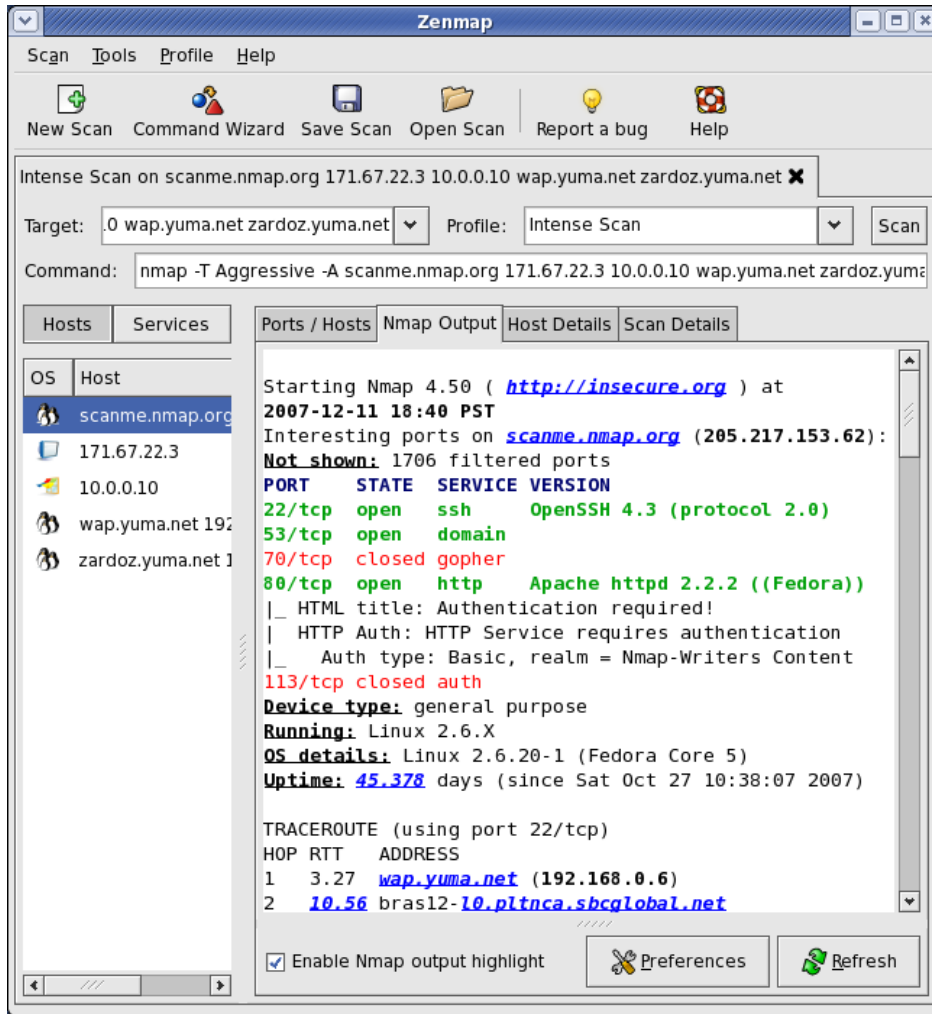 Zenmap
Scan Tools Profile Help
New Scan Command Wizard Save Scan Open Scan Report a bug Help
Intense Scan on scanme.nmap.org 171.67.22.3 10.0.0.10 wap.yuma.net zardoz.yuma.net
Target: .0 wap.yuma.net zardoz.yuma.net Profile: Intense Scan Scan
Command: nmap -T Aggressive -A scanme.nmap.org 171.67.22.3 10.0.0.10 wap.yuma.net zardoz.yuma
Hosts Services
OS Host
scanme.nmap.org
171.67.22.3
10.0.0.10
wap.yuma.net 192
zardoz.yuma.net 1
Ports / Hosts Nmap Output Host Details Scan Details
Starting Nmap 4.50 ( http://insecure.org ) at
2007-12-11 18:40 PST
Interesting ports on scanme.nmap.org (205.217.153.62):
Not shown: 1706 filtered ports
PORT STATE SERVICE VERSION
22/tcp open ssh OpenSSH 4.3 (protocol 2.0)
53/tcp open domain
70/tcp closed gopher
80/tcp open http Apache httpd 2.2.2 ((Fedora))
|_ HTML title: Authentication required!
| HTTP Auth: HTTP Service requires authentication
|_ Auth type: Basic, realm = Nmap-Writers Content
113/tcp closed auth
Device type: general purpose
Running: Linux 2.6.X
OS details: Linux 2.6.20-1 (Fedora Core 5)
Uptime: 45.378 days (since Sat Oct 27 10:38:07 2007)
TRACEROUTE (using port 22/tcp)
HOP RTT ADDRESS
1 3.27 wap.yuma.net (192.168.0.6)
2 10.56 bras12-l0.pltnca.sbcglobal.net
Enable Nmap output highlight Preferences Refresh